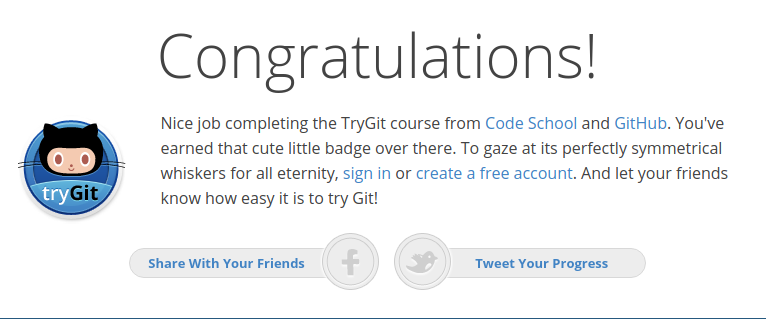 Congratulations!
Nice job completing the TryGit course from Code School and GitHub. You've
earned that cute little badge over there. To gaze at its perfectly symmetrical
whiskers for all eternity, sign in or create a free account. And let your friends
know how easy it is to try Git!
tryGit
Share With Your Friends
Tweet Your Progress